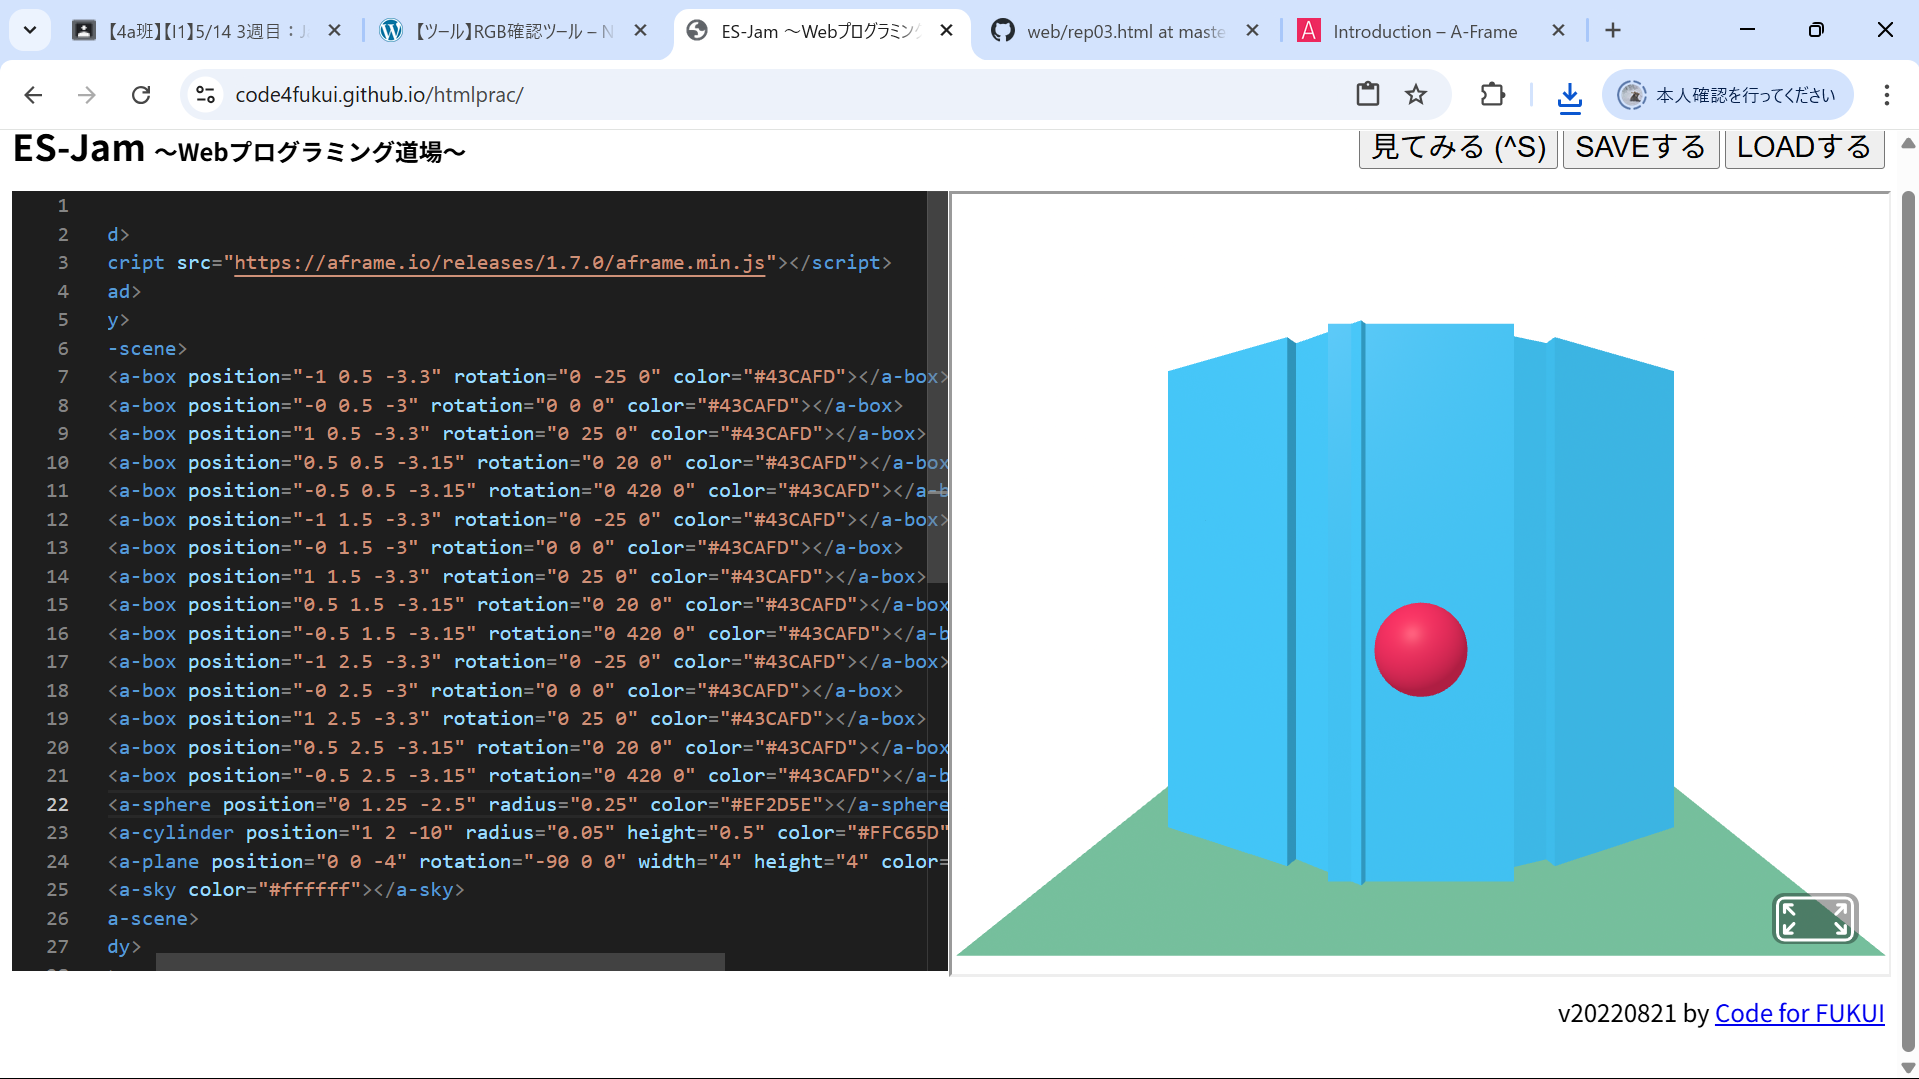 【4a班】【I1】5/14 3週目：J
【ツール】RGB確認ツール – N
ES-Jam 〜Webプログラミング
web/rep03.html at maste
Introduction – A-Frame
code4fukui.github.io/htmlprac/
本人確認を行ってください
ES-Jam 〜Webプログラミング道場〜
見てみる (^S)
SAVEする
LOADする
1
2 d>
3 cript src="https://aframe.io/releases/1.7.0/aframe.min.js"></script>
4 ad>
5 y>
6 -scene>
7 <a-box position="-1 0.5 -3.3" rotation="0 -25 0" color="#43CAFD"></a-box>
8 <a-box position="-0 0.5 -3" rotation="0 0 0" color="#43CAFD"></a-box>
9 <a-box position="1 0.5 -3.3" rotation="0 25 0" color="#43CAFD"></a-box>
10 <a-box position="0.5 0.5 -3.15" rotation="0 20 0" color="#43CAFD"></a-box
11 <a-box position="-0.5 0.5 -3.15" rotation="0 420 0" color="#43CAFD"></a-b
12 <a-box position="-1 1.5 -3.3" rotation="0 -25 0" color="#43CAFD"></a-box>
13 <a-box position="-0 1.5 -3" rotation="0 0 0" color="#43CAFD"></a-box>
14 <a-box position="1 1.5 -3.3" rotation="0 25 0" color="#43CAFD"></a-box>
15 <a-box position="0.5 1.5 -3.15" rotation="0 20 0" color="#43CAFD"></a-box
16 <a-box position="-0.5 1.5 -3.15" rotation="0 420 0" color="#43CAFD"></a-b
17 <a-box position="-1 2.5 -3.3" rotation="0 -25 0" color="#43CAFD"></a-box>
18 <a-box position="-0 2.5 -3" rotation="0 0 0" color="#43CAFD"></a-box>
19 <a-box position="1 2.5 -3.3" rotation="0 25 0" color="#43CAFD"></a-box>
20 <a-box position="0.5 2.5 -3.15" rotation="0 20 0" color="#43CAFD"></a-box
21 <a-box position="-0.5 2.5 -3.15" rotation="0 420 0" color="#43CAFD"></a-b
22 <a-sphere position="0 1.25 -2.5" radius="0.25" color="#EF2D5E"></a-sphere
23 <a-cylinder position="1 2 -10" radius="0.05" height="0.5" color="#FFC65D"
24 <a-plane position="0 0 -4" rotation="-90 0 0" width="4" height="4" color=
25 <a-sky color="#ffffff"></a-sky>
26 a-scene>
27 dy>
v20220821 by Code for FUKUI